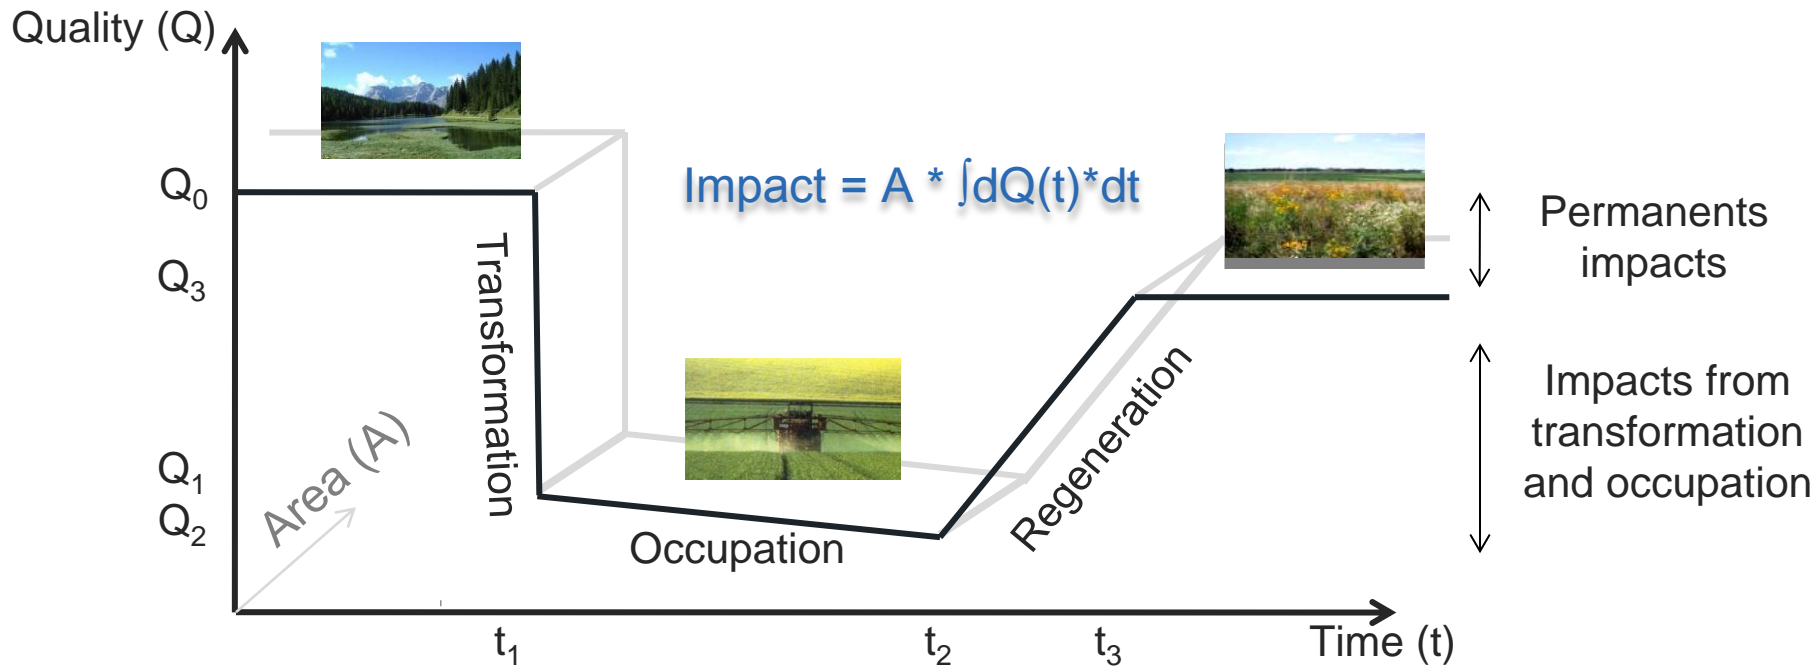 Quality (Q)
Q₀
Impact = A * ∫dQ(t)*dt
Permanents
impacts
Q₃
Transformation
Regeneration
Impacts from
transformation
and occupation
Area (A)
Q₁
Q₂
Occupation
t₁
t₂
t₃
Time (t)